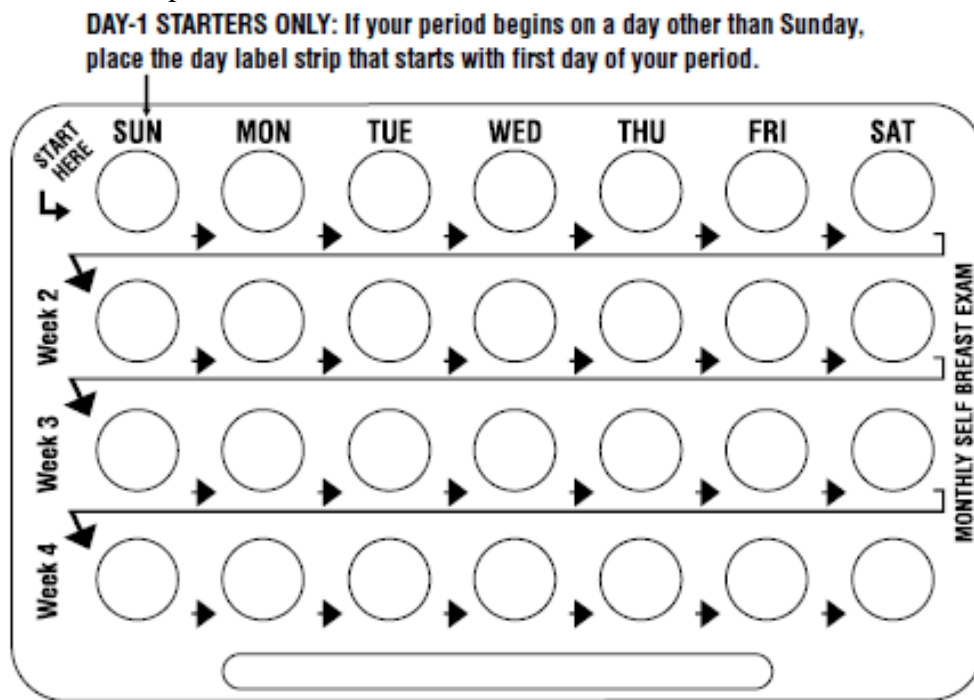 DAY-1 STARTERS ONLY: If your period begins on a day other than Sunday,
place the day label strip that starts with first day of your period.
START
HERE
SUN MON TUE WED THU FRI SAT
Week 2
Week 3
Week 4
MONTHLY SELF BREAST EXAM